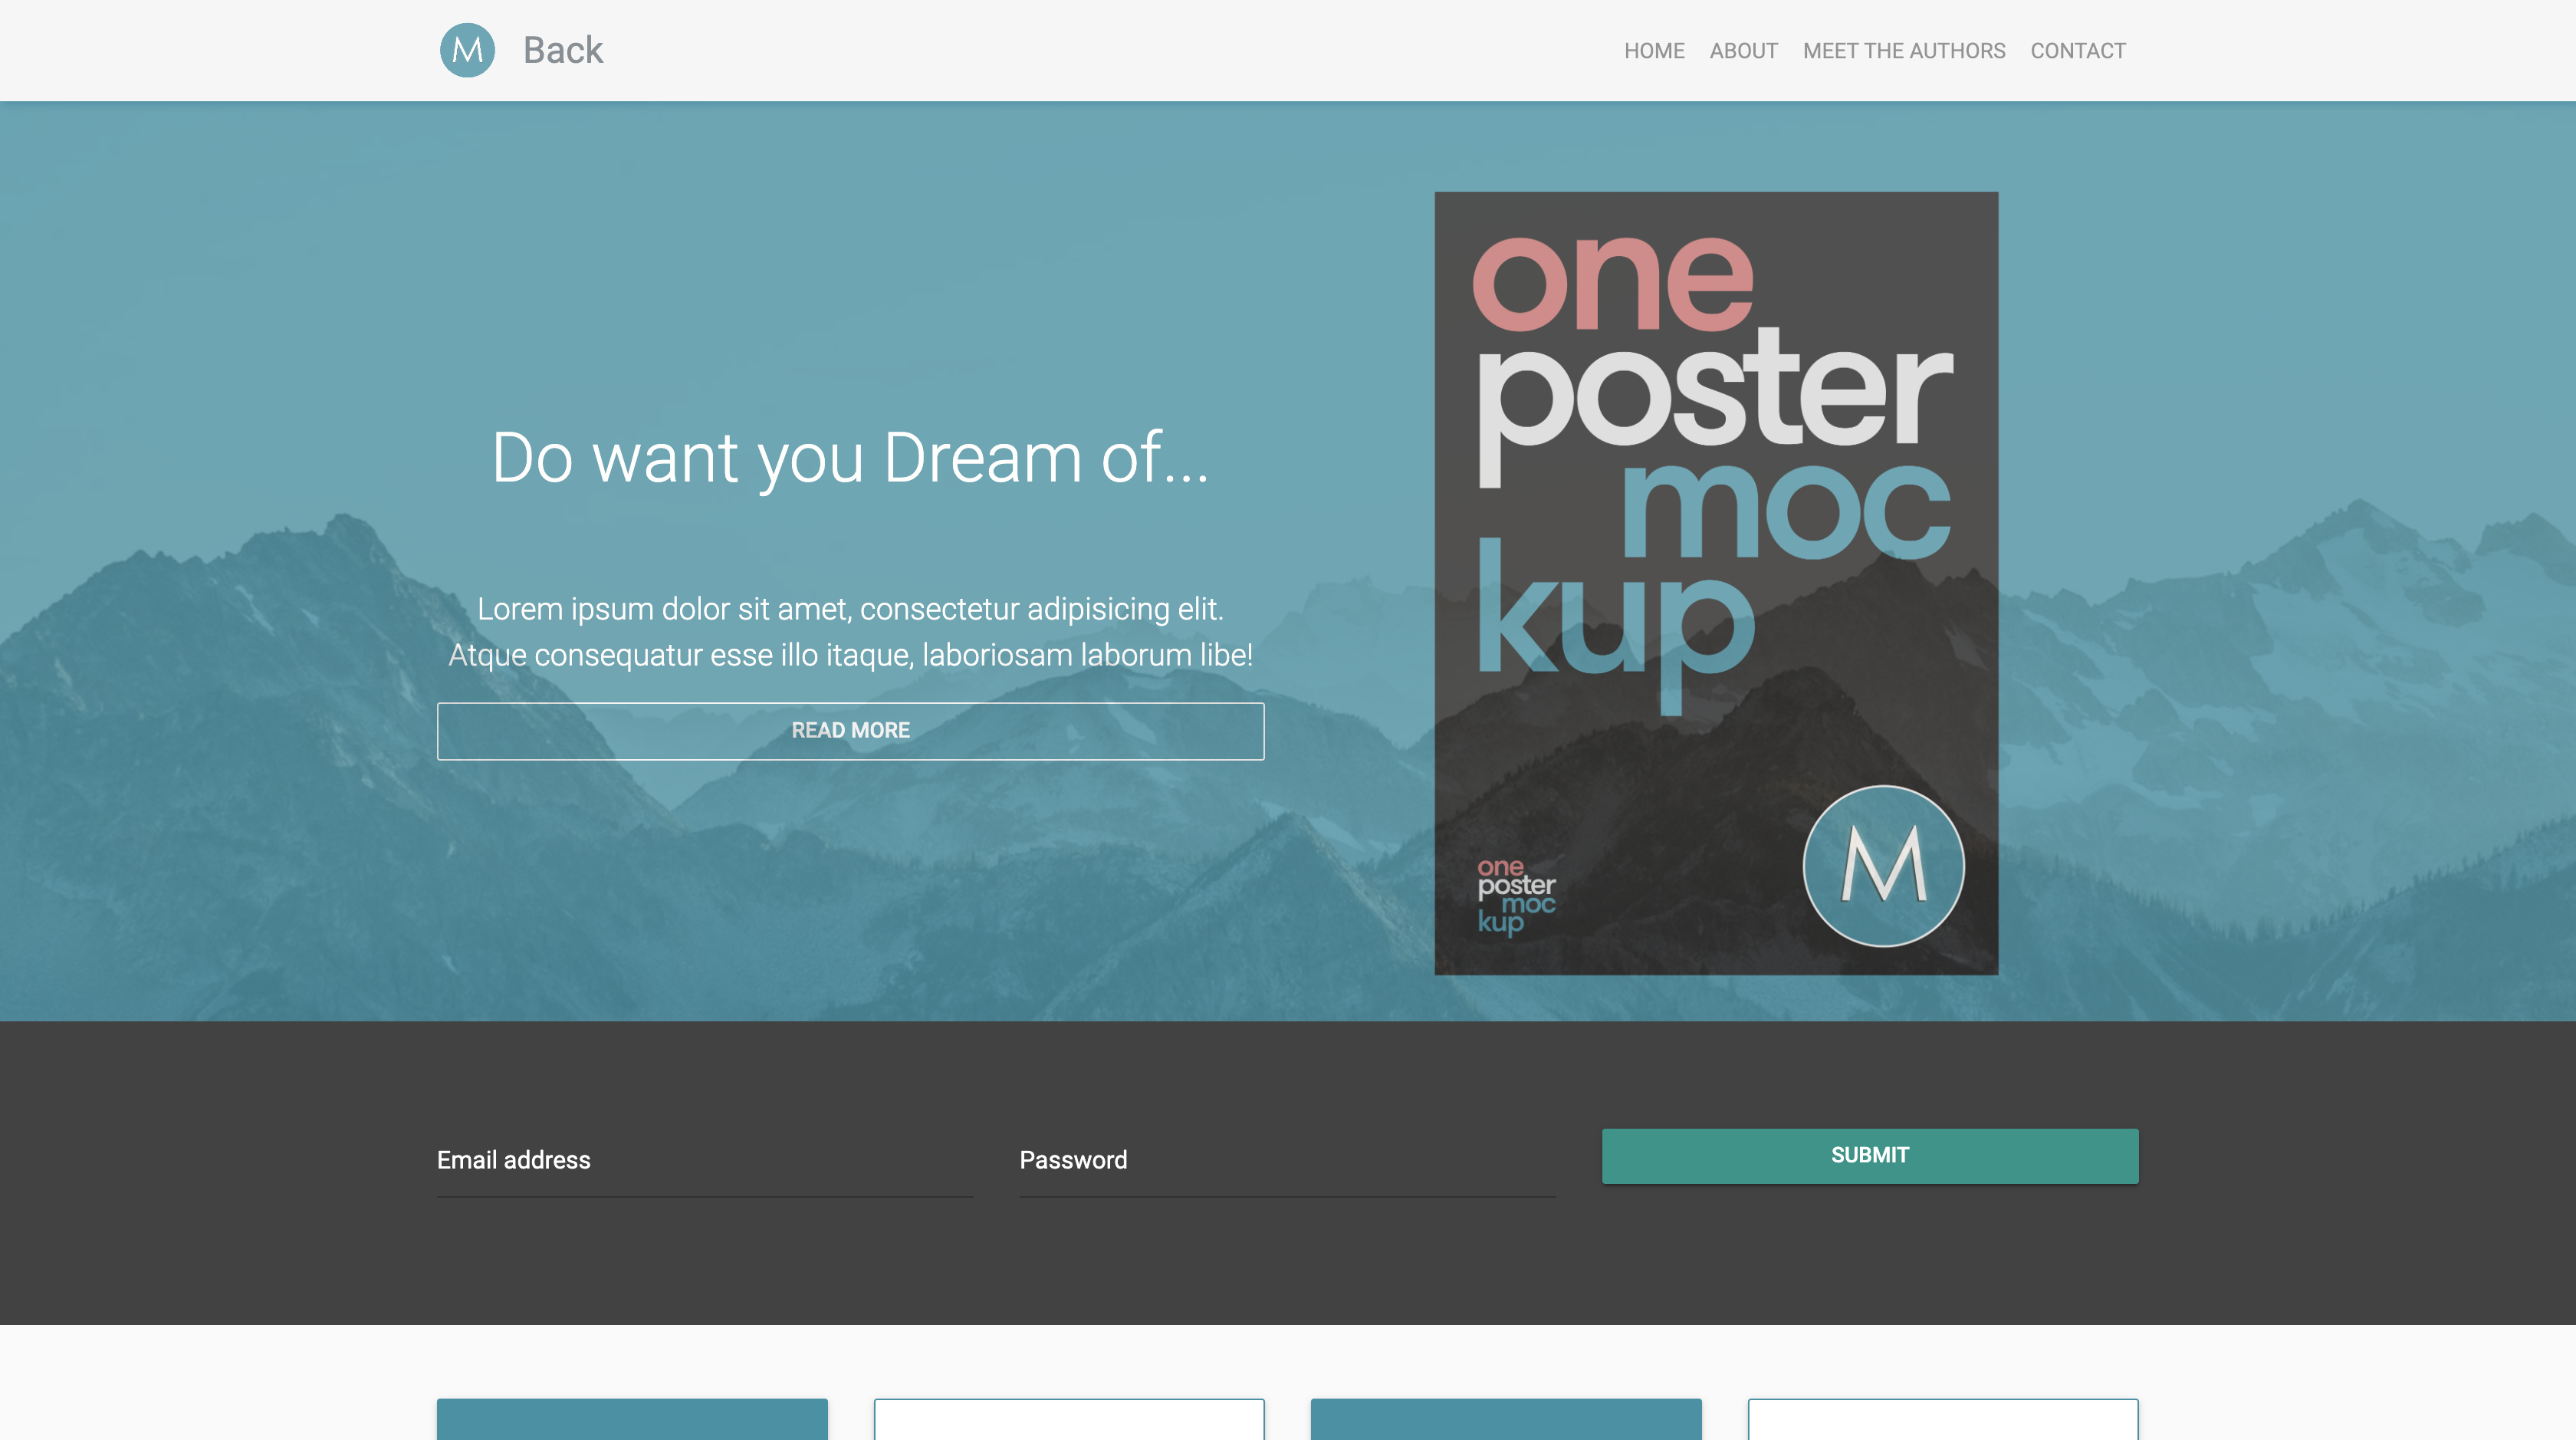 M
Back
HOME ABOUT MEET THE AUTHORS CONTACT
Do want you Dream of...
Lorem ipsum dolor sit amet, consectetur adipisicing elit.
Atque consequatur esse illo itaque, laboriosam laborum libe!
READ MORE
one
poster
moc
kup
one
poster
moc
kup
M
Email address
Password
SUBMIT